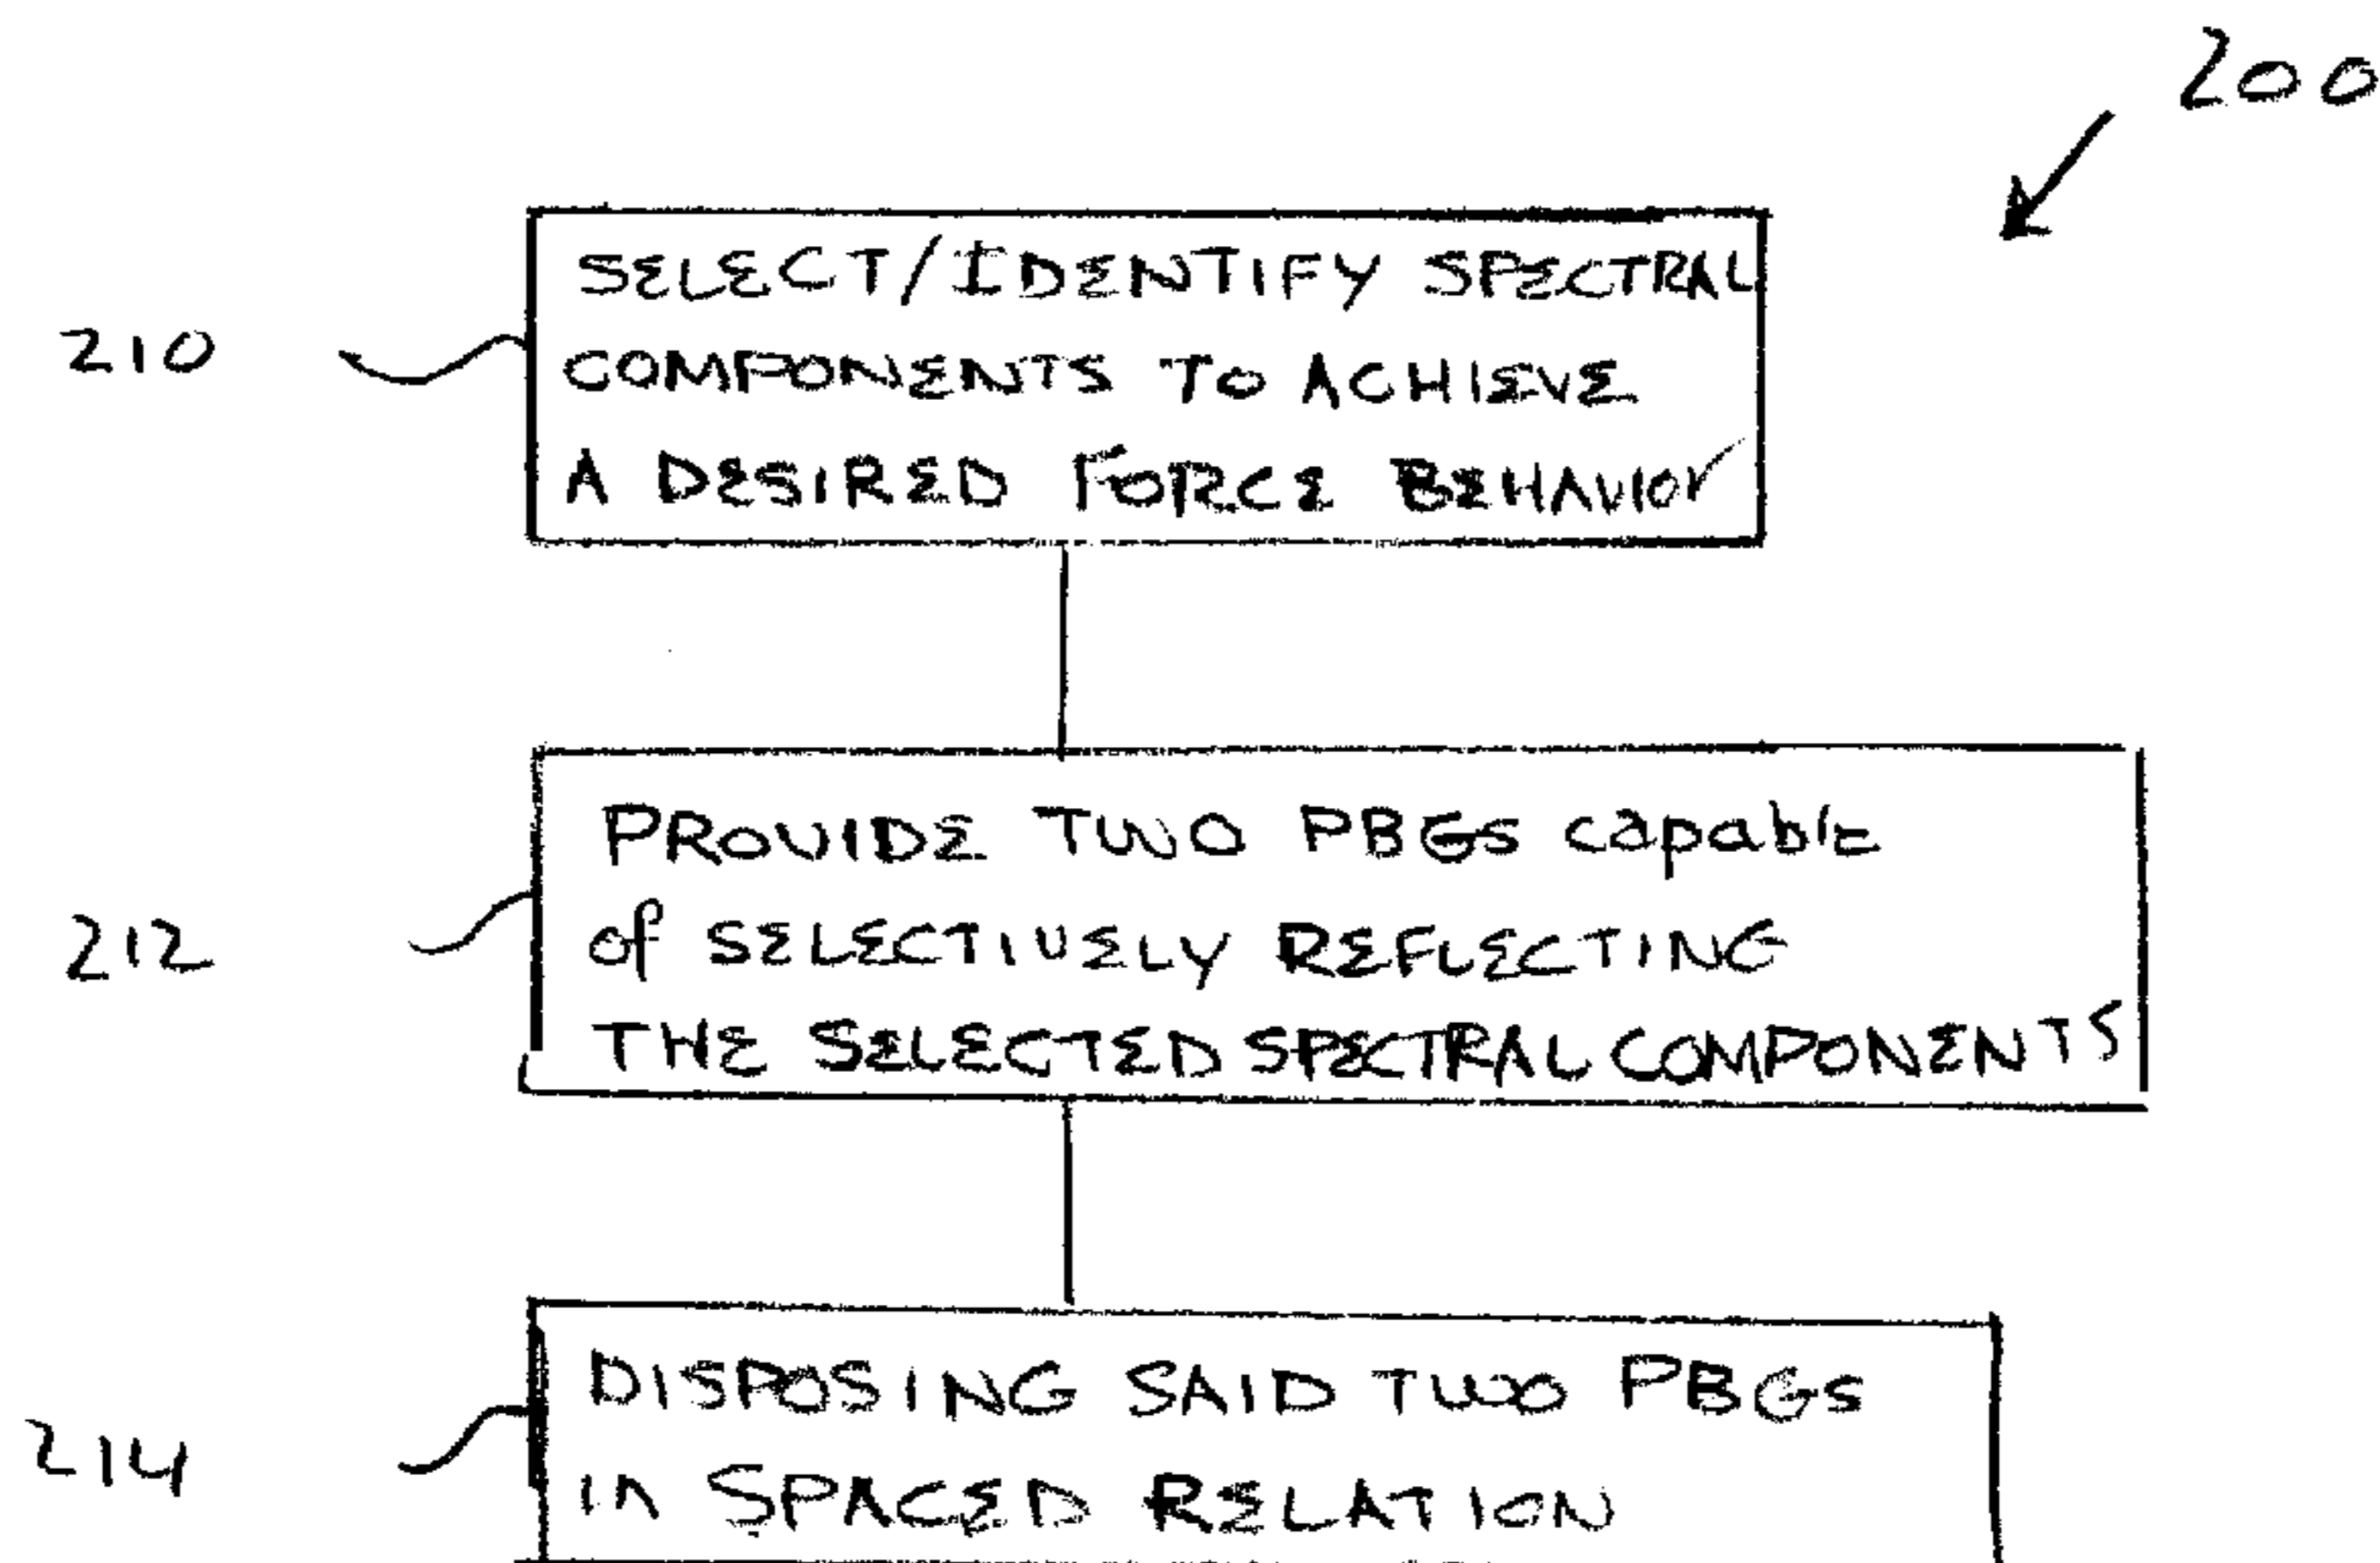 200
210
SELECT/IDENTIFY SPECTRAL
COMPONENTS TO ACHIEVE
A DESIRED FORCE BEHAVIOR
212
PROVIDE TWO PBGs capable
of SELECTIVELY REFLECTING
THE SELECTED SPECTRAL COMPONENTS
214
DISPOSING SAID TWO PBGs
in SPACED RELATION